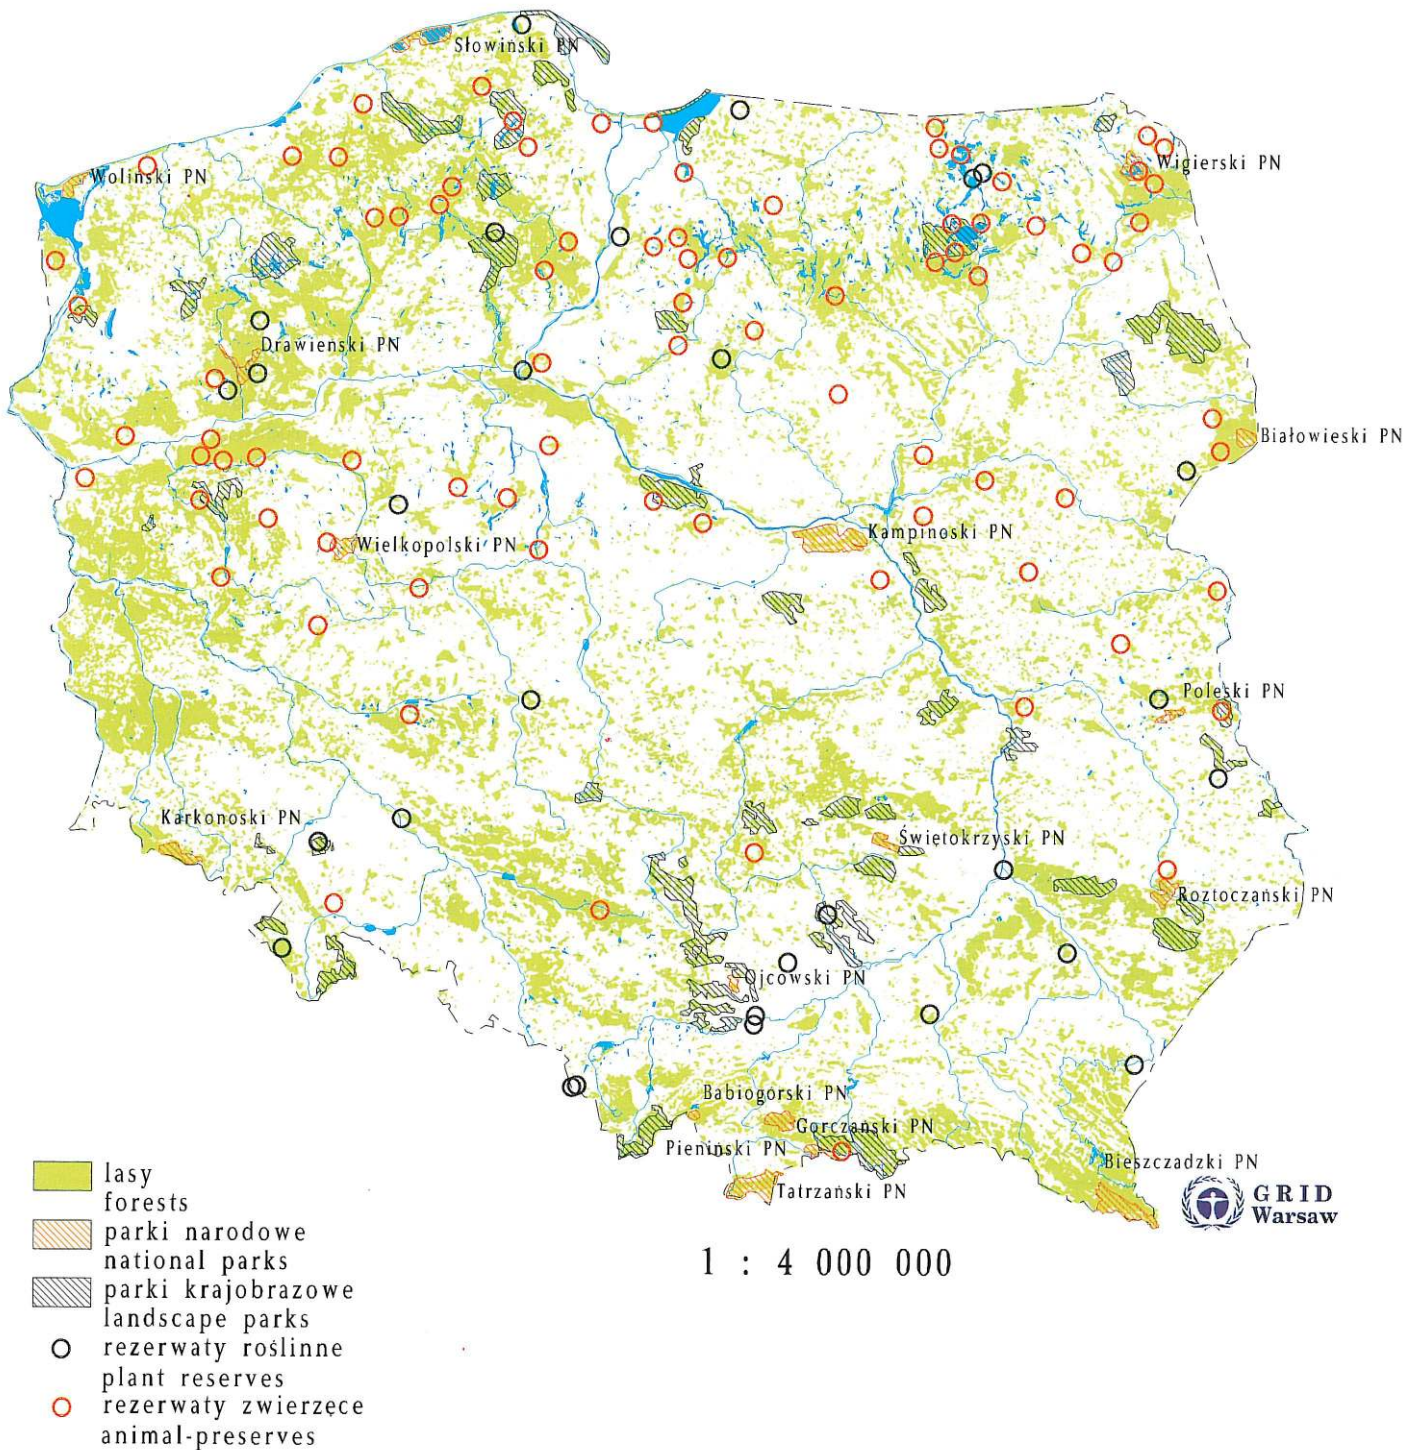 Słowiński PN
Woliński PN
Wigierski PN
Drawieński PN
Białowieski PN
Kampinoski PN
Wielkopolski PN
Poleski PN
Karkonoski PN
Świętokrzyski PN
Roztoczański PN
Ojcowski PN
Babiogórski PN
Gorczański PN
Pieniński PN
Bieszczadzki PN
Tatrzański PN
GRID
Warsaw
lasy
forests
parki narodowe
national parks
parki krajobrazowe
landscape parks
rezerwaty roślinne
plant reserves
rezerwaty zwierzęce
animal-preserves
1 : 4 000 000